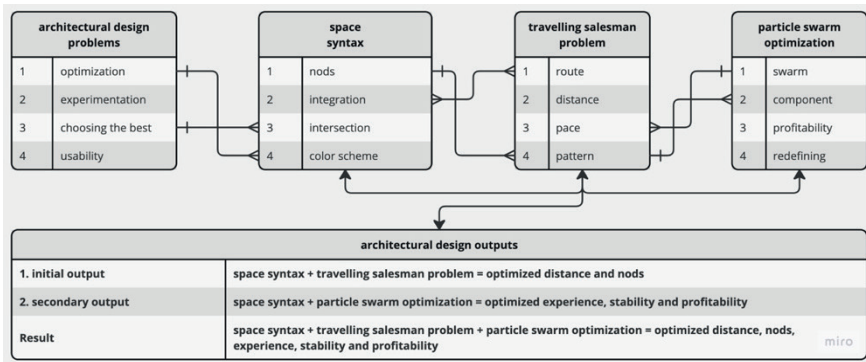 architectural design
problems
1 optimization
2 experimentation
3 choosing the best
4 usability
space
syntax
1 nods
2 integration
3 intersection
4 color scheme
travelling salesman
problem
1 route
2 distance
3 pace
4 pattern
particle swarm
optimization
1 swarm
2 component
3 profitability
4 redefining
architectural design outputs
1. initial output space syntax + travelling salesman problem = optimized distance and nods
2. secondary output space syntax + particle swarm optimization = optimized experience, stability and profitability
Result space syntax + travelling salesman problem + particle swarm optimization = optimized distance, nods,
experience, stability and profitability
miro